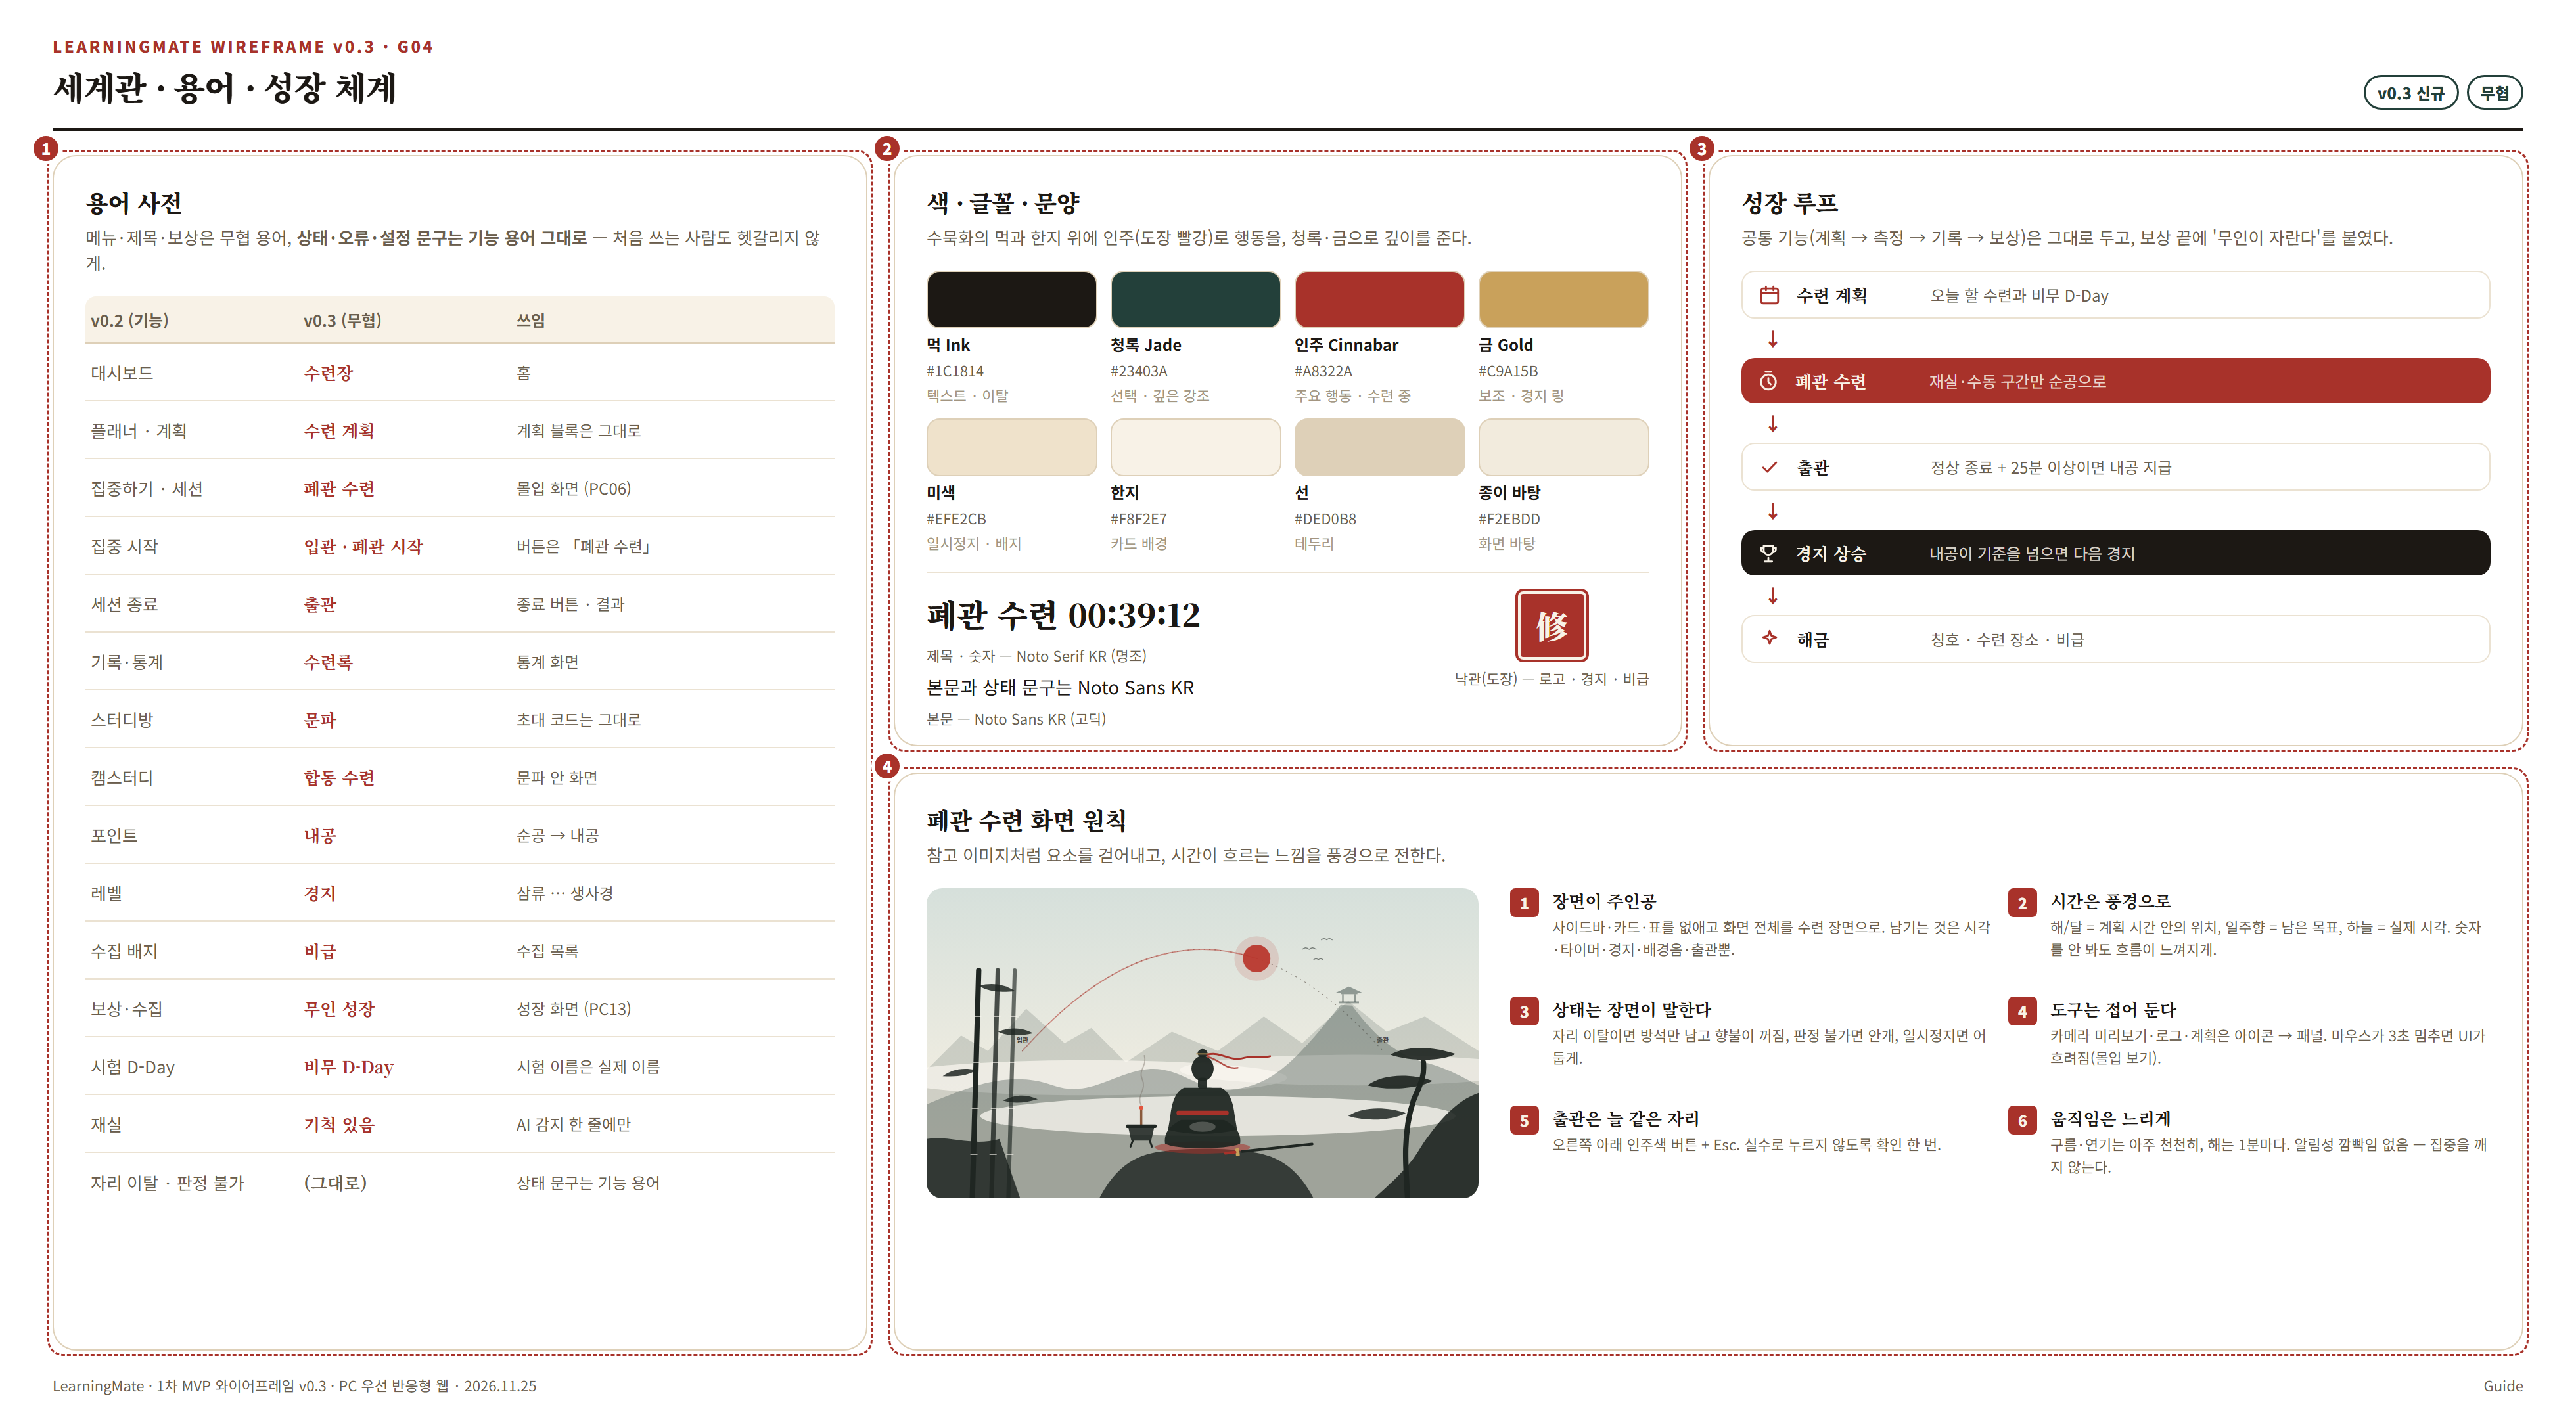 LEARNINGMATE WIREFRAME v0.3 · G04
세계관 · 용어 · 성장 체계
v0.3 신규
무협
1
용어 사전
메뉴·제목·보상은 무협 용어, 상태·오류·설정 문구는 기능 용어 그대로 — 처음 쓰는 사람도 헷갈리지 않
게.
v0.2 (기능) v0.3 (무협) 쓰임
대시보드 수련장 홈
플래너 · 계획 수련 계획 계획 블록은 그대로
집중하기 · 세션 폐관 수련 몰입 화면 (PC06)
집중 시작 입관 · 폐관 시작 버튼은 「폐관 수련」
세션 종료 출관 종료 버튼 · 결과
기록·통계 수련록 통계 화면
스터디방 문파 초대 코드는 그대로
캠스터디 합동 수련 문파 안 화면
포인트 내공 순공 → 내공
레벨 경지 삼류 ··· 생사경
수집 배지 비급 수집 목록
보상·수집 무인 성장 성장 화면 (PC13)
시험 D-Day 비무 D-Day 시험 이름은 실제 이름
재실 기척 있음 AI 감지 한 줄에만
자리 이탈 · 판정 불가 (그대로) 상태 문구는 기능 용어
2
색 · 글꼴 · 문양
수묵화의 먹과 한지 위에 인주(도장 빨강)로 행동을, 청록·금으로 깊이를 준다.
먹 Ink
#1C1814
텍스트 · 이탈
청록 Jade
#23403A
선택 · 깊은 강조
인주 Cinnabar
#A8322A
주요 행동 · 수련 중
금 Gold
#C9A15B
보조 · 경지 링
미색
#EFE2CB
일시정지 · 배지
한지
#F8F2E7
카드 배경
선
#DED0B8
테두리
종이 바탕
#F2EBDD
화면 바탕
폐관 수련 00:39:12
제목 · 숫자 — Noto Serif KR (명조)
본문과 상태 문구는 Noto Sans KR
본문 — Noto Sans KR (고딕)
修
낙관(도장) — 로고 · 경지 · 비급
3
성장 루프
공통 기능(계획 → 측정 → 기록 → 보상)은 그대로 두고, 보상 끝에 '무인이 자란다'를 붙였다.
수련 계획 오늘 할 수련과 비무 D-Day
↓
폐관 수련 재실·수동 구간만 순공으로
↓
출관 정상 종료 + 25분 이상이면 내공 지급
↓
경지 상승 내공이 기준을 넘으면 다음 경지
↓
해금 칭호 · 수련 장소 · 비급
4
폐관 수련 화면 원칙
참고 이미지처럼 요소를 걷어내고, 시간이 흐르는 느낌을 풍경으로 전한다.
입관
출관
1 장면이 주인공
사이드바·카드·표를 없애고 화면 전체를 수련 장면으로. 남기는 것은 시각
·타이머·경지·배경음·출관뿐.
2 시간은 풍경으로
해/달 = 계획 시간 안의 위치, 일주향 = 남은 목표, 하늘 = 실제 시각. 숫자
를 안 봐도 흐름이 느껴지게.
3 상태는 장면이 말한다
자리 이탈이면 방석만 남고 향불이 꺼짐, 판정 불가면 안개, 일시정지면 어
둡게.
4 도구는 접어 둔다
카메라 미리보기·로그·계획은 아이콘 → 패널. 마우스가 3초 멈추면 UI가
흐려짐(몰입 보기).
5 출관은 늘 같은 자리
오른쪽 아래 인주색 버튼 + Esc. 실수로 누르지 않도록 확인 한 번.
6 움직임은 느리게
구름·연기는 아주 천천히, 해는 1분마다. 알림성 깜빡임 없음 — 집중을 깨
지 않는다.
LearningMate · 1차 MVP 와이어프레임 v0.3 · PC 우선 반응형 웹 · 2026.11.25
Guide